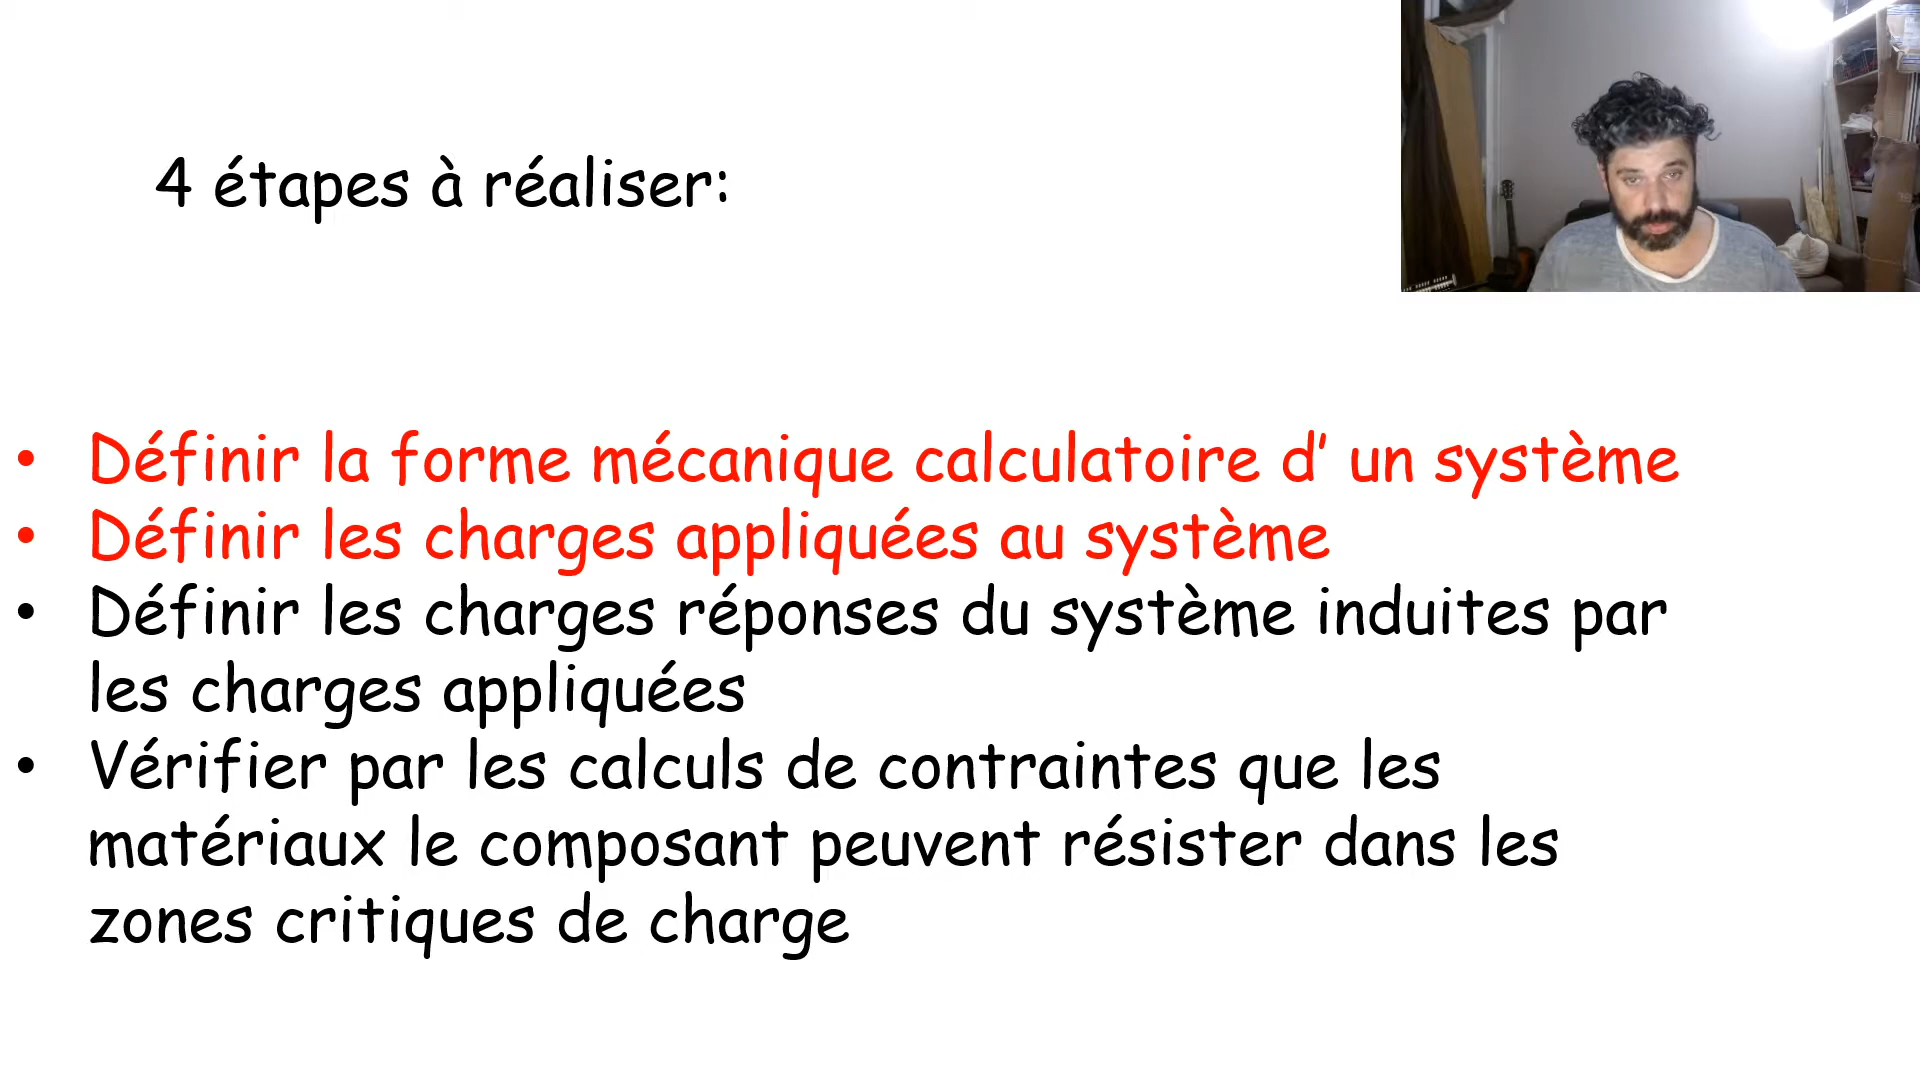 4 étapes à réaliser:
• Définir la forme mécanique calculatoire d’ un système
• Définir les charges appliquées au système
• Définir les charges réponses du système induites par
les charges appliquées
• Vérifier par les calculs de contraintes que les
matériaux le composant peuvent résister dans les
zones critiques de charge